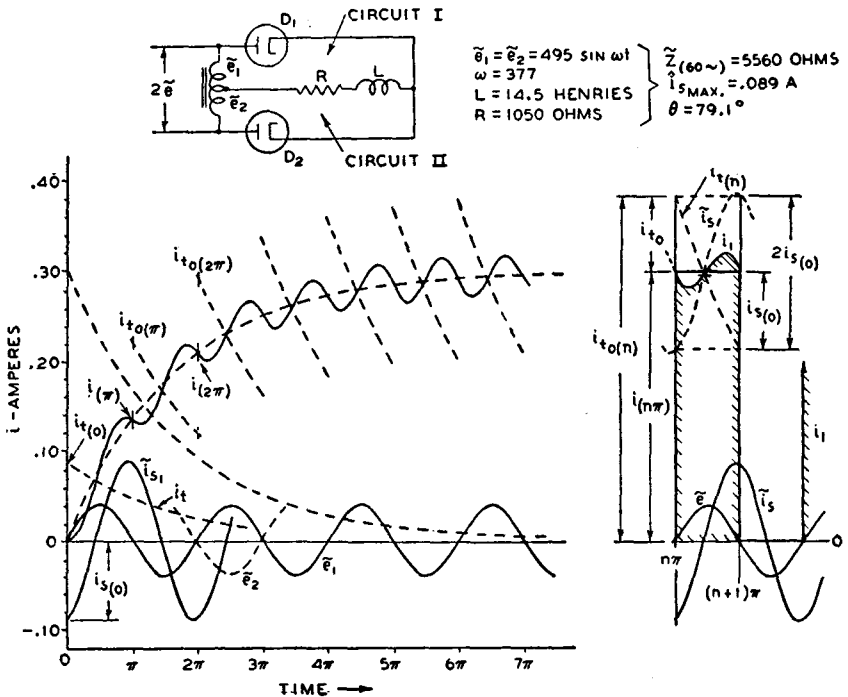 D1
CIRCUIT I
2ẽ
ẽ1
ẽ2
R
L
D2
CIRCUIT II
ẽ1 = ẽ2 = 495 SIN ωt
ω = 377
L = 14.5 HENRIES
R = 1050 OHMS
Z̃(60~) = 5560 OHMS
îs MAX. = .089 A
θ = 79.1°
i-AMPERES
.40
.30
.20
.10
0
-.10
it0(2π)
it0(π)
i(π)
i(2π)
it(0)
ĩs1
it
is(0)
ẽ2
ẽ1
0
π
2π
3π
4π
5π
6π
7π
TIME
it(n)
it0
ĩs
i1
2is(0)
is(0)
it0(n)
i(nπ)
i1
ẽ
ĩs
0
nπ
(n+1)π